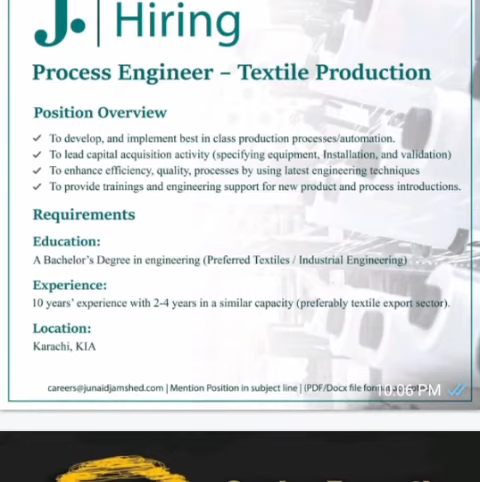 J. Hiring
Process Engineer – Textile Production
Position Overview
✓ To develop, and implement best in class production processes/automation.
✓ To lead capital acquisition activity (specifying equipment, Installation, and validation)
✓ To enhance efficiency, quality, processes by using latest engineering techniques
✓ To provide trainings and engineering support for new product and process introductions.
Requirements
Education:
A Bachelor's Degree in engineering (Preferred Textiles / Industrial Engineering)
Experience:
10 years' experience with 2-4 years in a similar capacity (preferably textile export sector).
Location:
Karachi, KIA
careers@junaidjamshed.com | Mention Position in subject line | (PDF/Docx file
10:06 PM